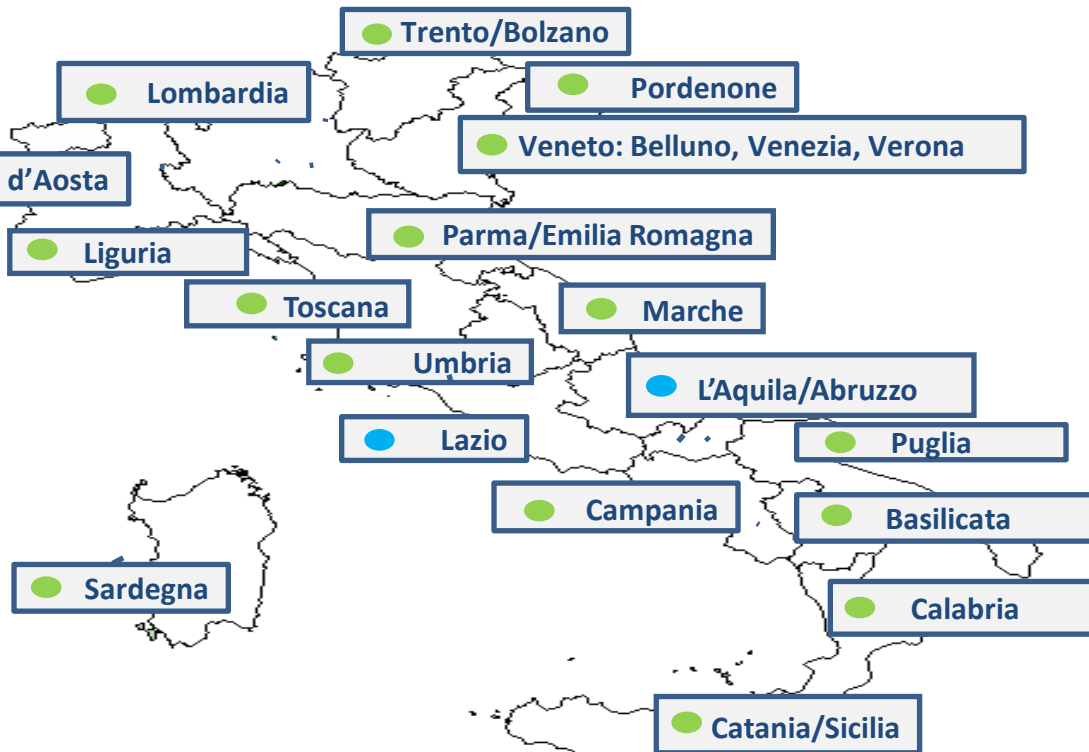 Trento/Bolzano
Lombardia
Pordenone
Veneto: Belluno, Venezia, Verona
d’Aosta
Parma/Emilia Romagna
Liguria
Toscana
Marche
Umbria
L’Aquila/Abruzzo
Lazio
Puglia
Campania
Basilicata
Sardegna
Calabria
Catania/Sicilia